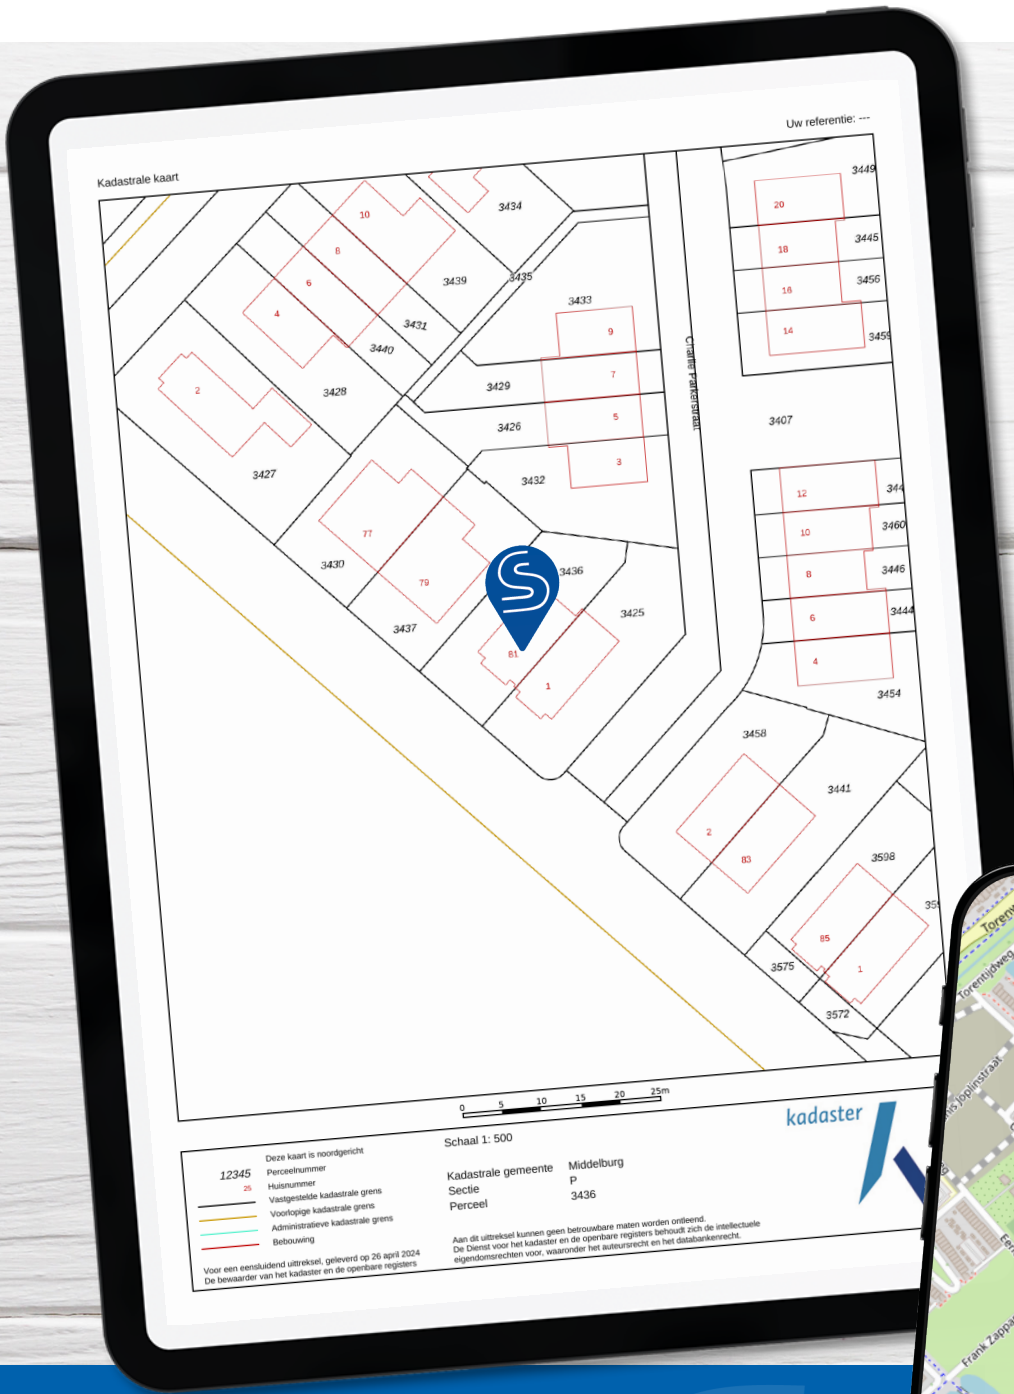 Uw referentie: ---
Kadastrale kaart
3449
20
10
3434
18
3445
8
3439
3435
16
3456
6
3433
4
3431
9
14
3459
3440
Charlie Parkerstraat
2
3428
3429
7
3407
3426
5
3427
3432
3
12
344
77
10
3460
3430
3436
8
3446
79
3425
6
3444
3437
81
4
1
3454
3458
3441
2
83
3598
85
1
3575
3572
0 5 10 15 20 25m
Schaal 1: 500
kadaster
Deze kaart is noordgericht
12345 Perceelnummer
25 Huisnummer
Vastgestelde kadastrale grens
Voorlopige kadastrale grens
Administratieve kadastrale grens
Bebouwing
Kadastrale gemeente Middelburg
Sectie P
Perceel 3436
Voor een eensluidend uittreksel, geleverd op 26 april 2024
De bewaarder van het kadaster en de openbare registers
Aan dit uittreksel kunnen geen betrouwbare maten worden ontleend.
De Dienst voor het kadaster en de openbare registers behoudt zich de intellectuele
eigendomsrechten voor, waaronder het auteursrecht en het databankenrecht.
Torentijdweg
Joplinstraat
Frank Zappa